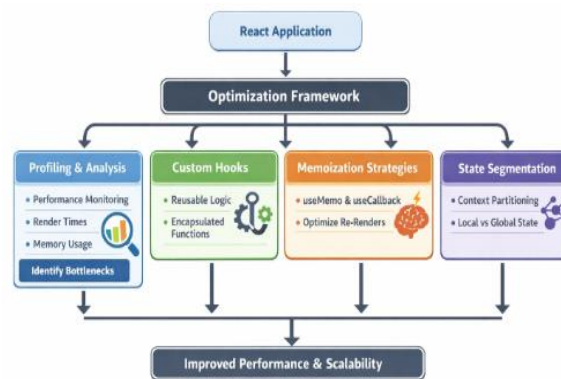 React Application
Optimization Framework
Profiling & Analysis
Performance Monitoring
Render Times
Memory Usage
Identify Bottlenecks
Custom Hooks
Reusable Logic
Encapsulated
Functions
Memoization Strategies
useMemo & useCallback
Optimize Re-Renders
State Segmentation
Context Partitioning
Local vs Global State
Improved Performance & Scalability